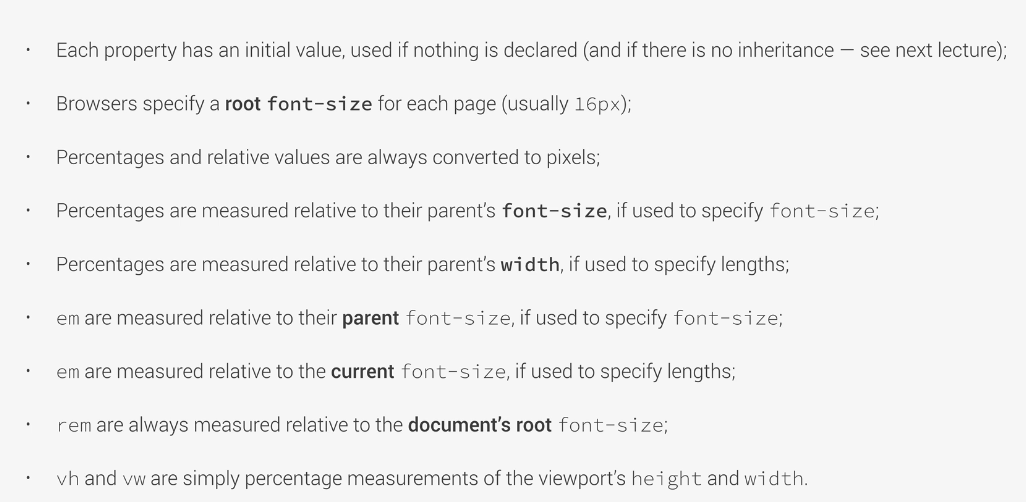 • Each property has an initial value, used if nothing is declared (and if there is no inheritance — see next lecture);
• Browsers specify a root font-size for each page (usually 16px);
• Percentages and relative values are always converted to pixels;
• Percentages are measured relative to their parent’s font-size, if used to specify font-size;
• Percentages are measured relative to their parent’s width, if used to specify lengths;
• em are measured relative to their parent font-size, if used to specify font-size;
• em are measured relative to the current font-size, if used to specify lengths;
• rem are always measured relative to the document’s root font-size;
• vh and vw are simply percentage measurements of the viewport’s height and width.